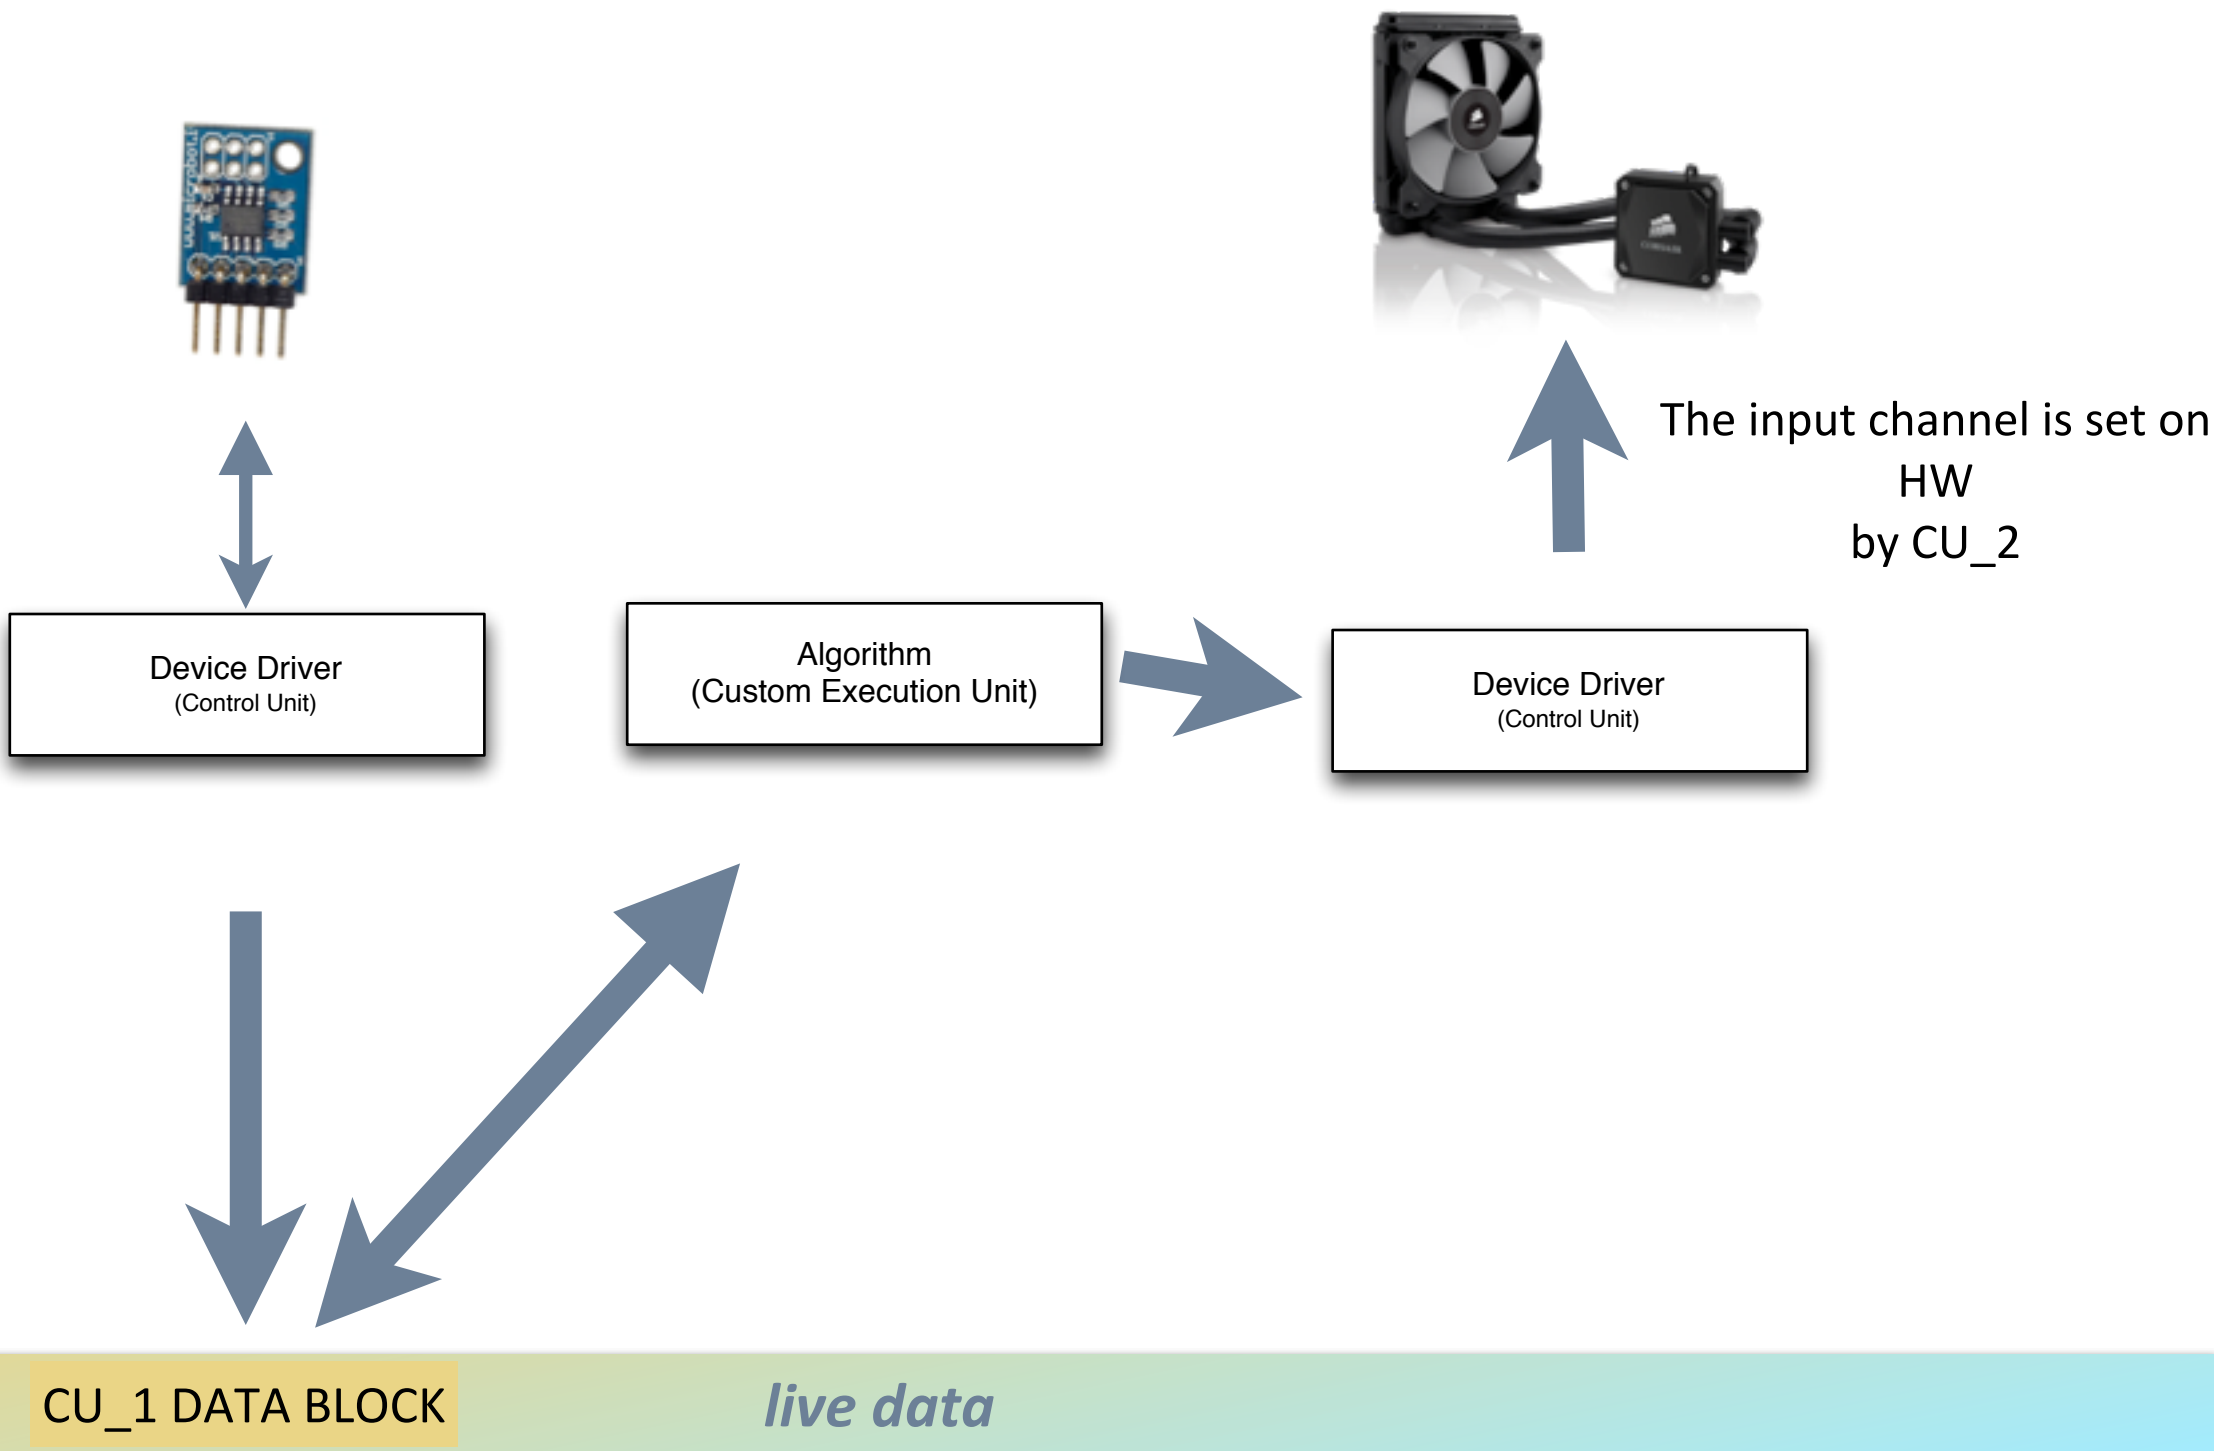 The input channel is set on
HW
by CU_2
Device Driver
(Control Unit)
Algorithm
(Custom Execution Unit)
Device Driver
(Control Unit)
CU_1 DATA BLOCK
live data